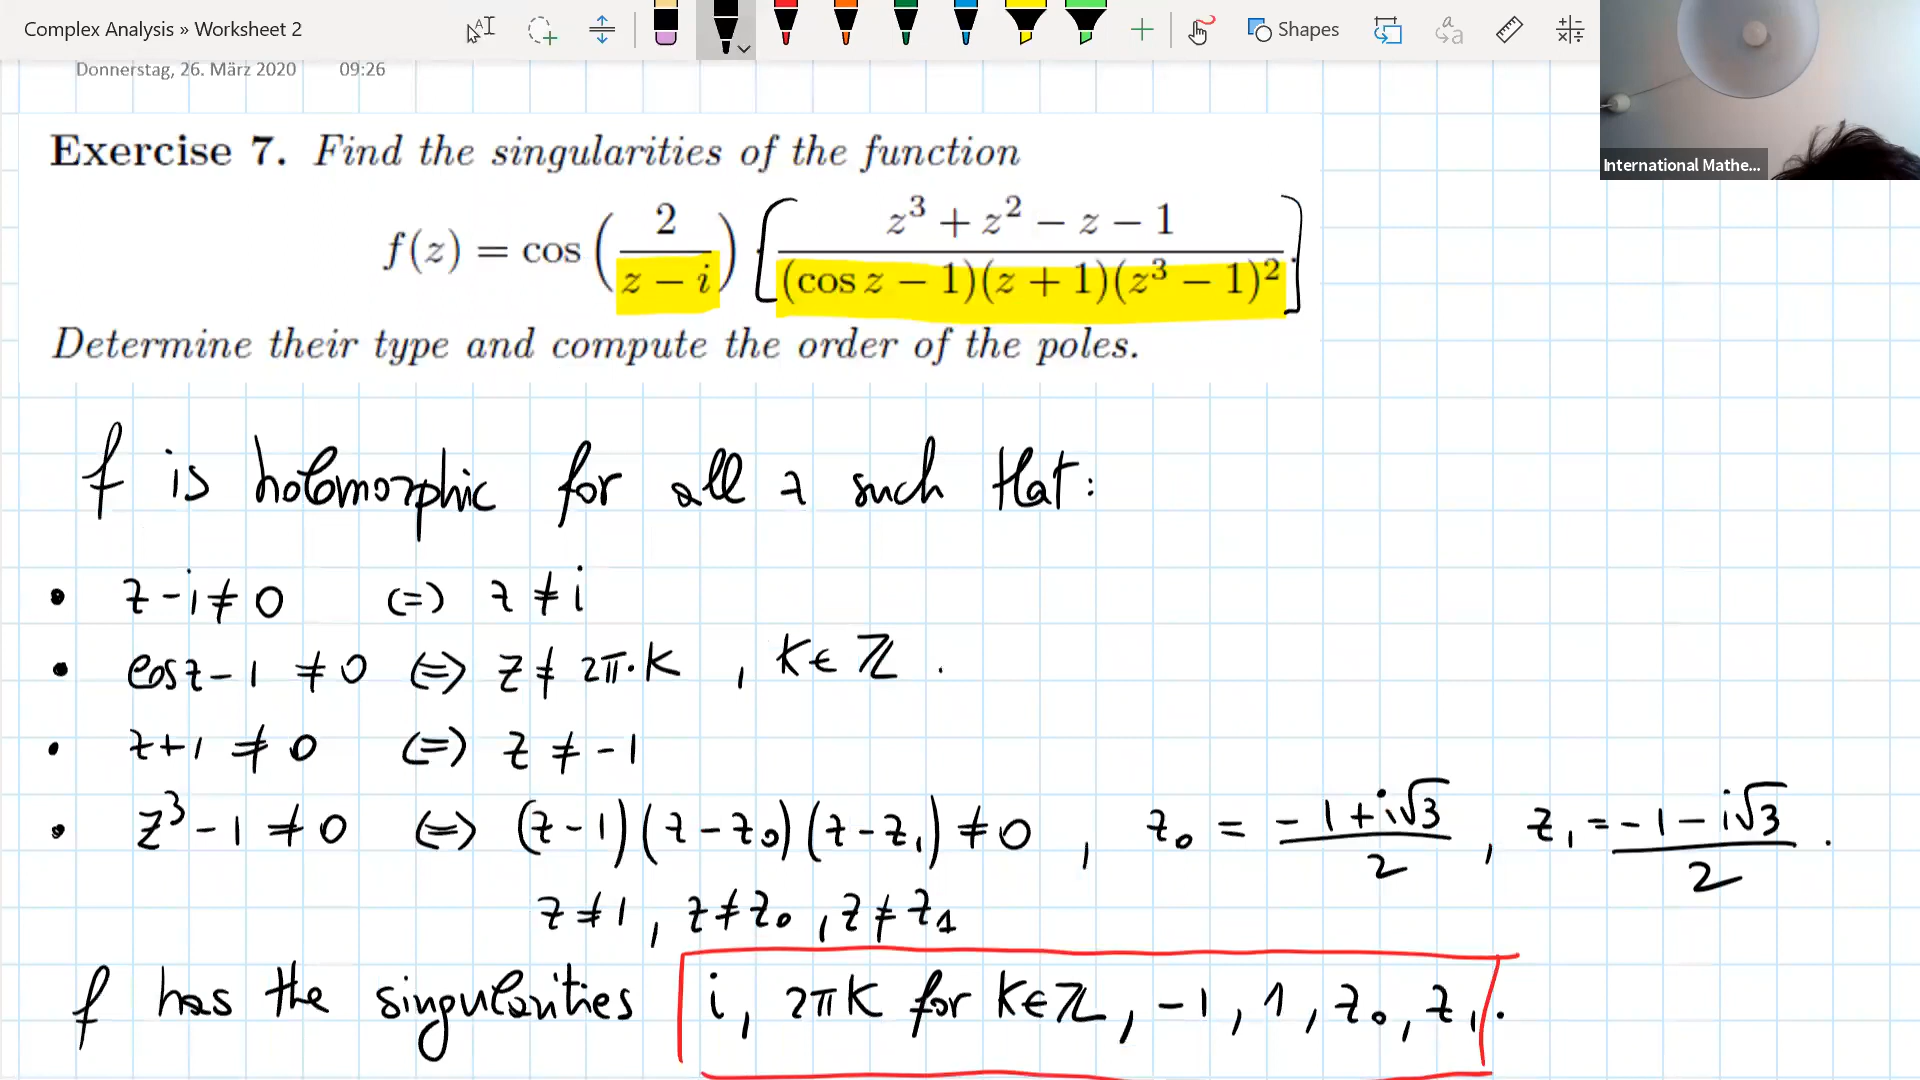 Complex Analysis » Worksheet 2
Shapes
Donnerstag, 26. März 2020 09:26
International Mathe...
Exercise 7. Find the singularities of the function
f(z) = cos (2 / (z − i)) [(z³ + z² − z − 1) / ((cos z − 1)(z + 1)(z³ − 1)²)].
Determine their type and compute the order of the poles.
f is holomorphic for all z such that:
• z - i ≠ 0 (=) z ≠ i
• cos z - 1 ≠ 0 (=) z ≠ 2π·k , k ∈ ℤ .
• z + 1 ≠ 0 (=) z ≠ -1
• z³ - 1 ≠ 0 (=) (z-1)(z-z₀)(z-z₁) ≠ 0 , z₀ = (-1+i√3)/2 , z₁ = (-1-i√3)/2 .
z ≠ 1 , z ≠ z₀ , z ≠ z₁
f has the singularities i, 2πk for k ∈ ℤ, -1, 1, z₀, z₁.